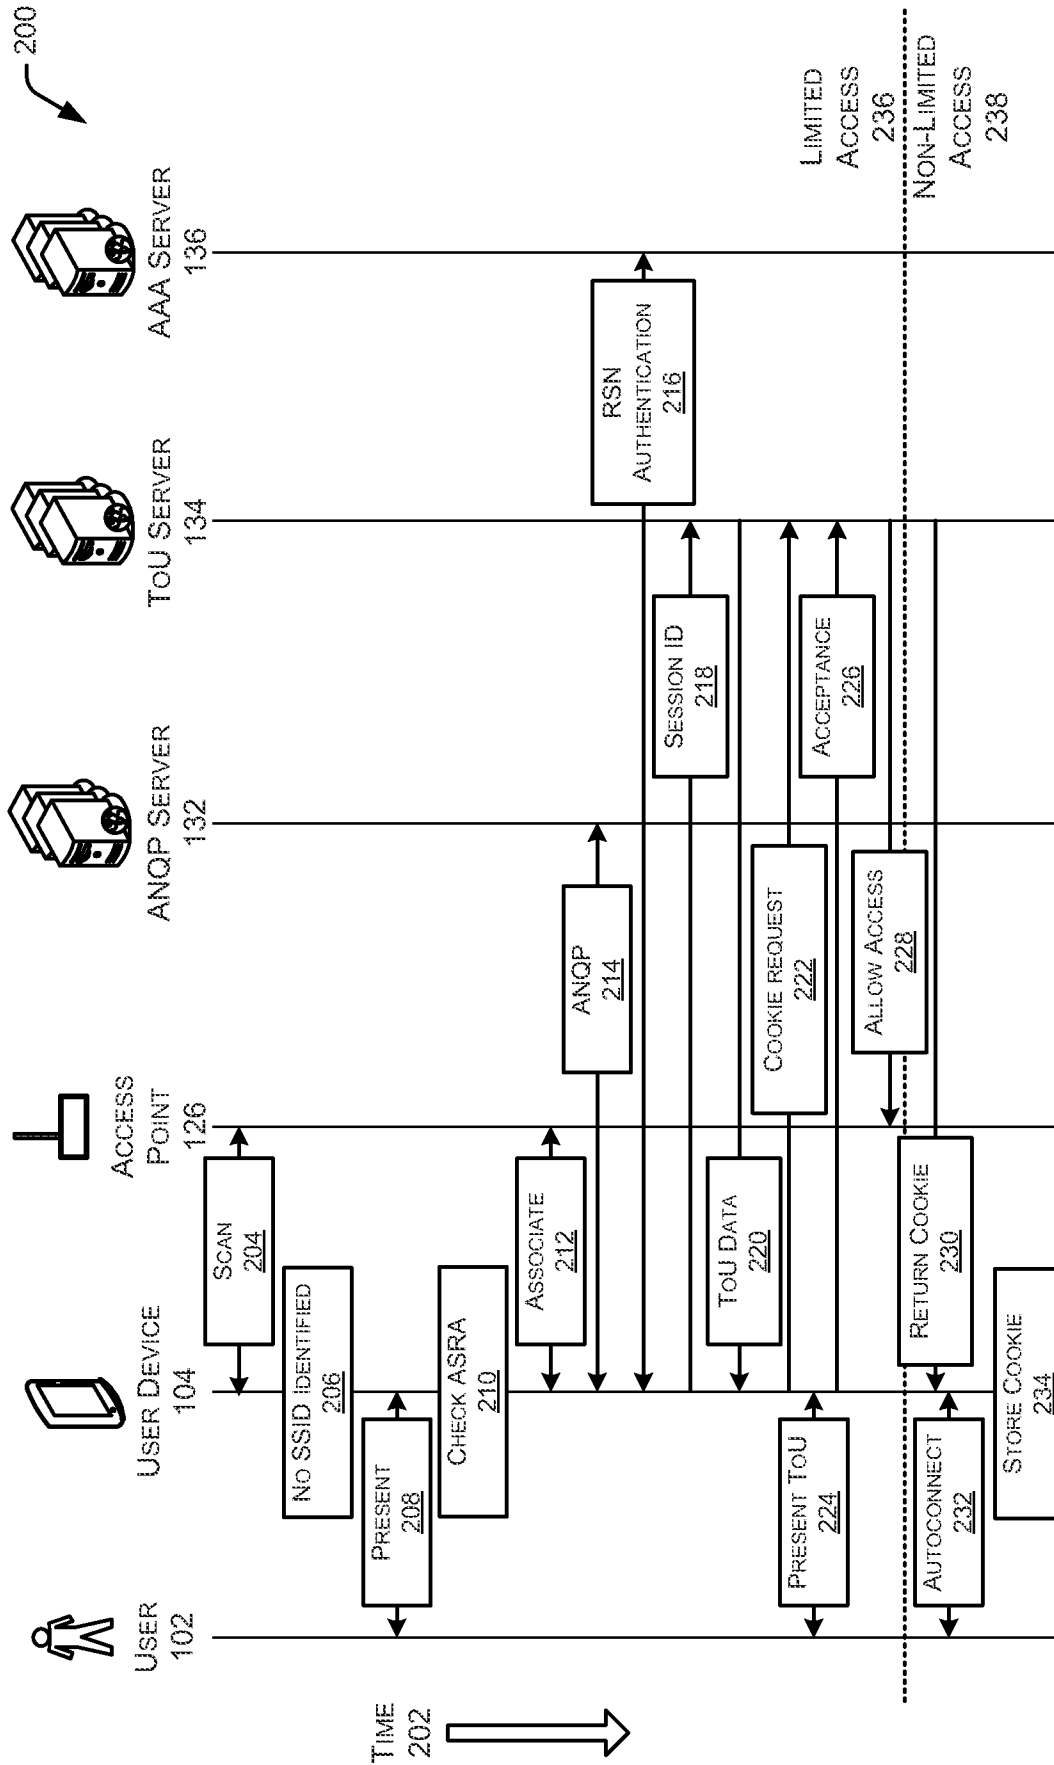 200
USER
102
USER DEVICE
104
ACCESS
POINT
126
ANQP SERVER
132
TOU SERVER
134
AAA SERVER
136
TIME
202
SCAN
204
NO SSID IDENTIFIED
206
PRESENT
208
CHECK ASRA
210
ASSOCIATE
212
ANQP
214
RSN
AUTHENTICATION
216
SESSION ID
218
TOU DATA
220
COOKIE REQUEST
222
PRESENT TOU
224
ACCEPTANCE
226
ALLOW ACCESS
228
LIMITED
ACCESS
236
NON-LIMITED
ACCESS
238
RETURN COOKIE
230
AUTOCONNECT
232
STORE COOKIE
234